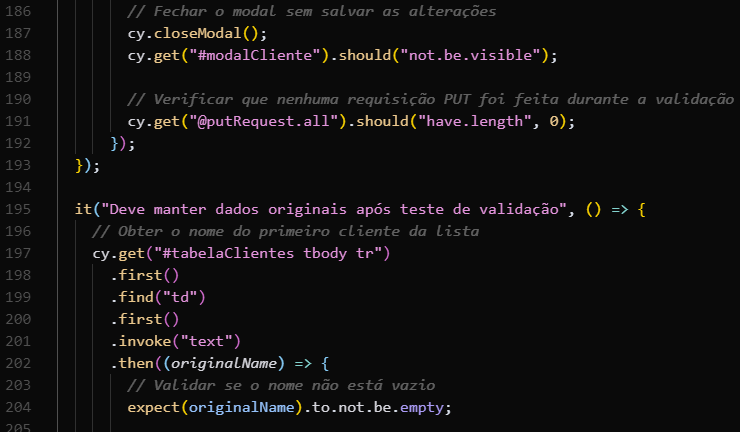 186 // Fechar o modal sem salvar as alterações
187 cy.closeModal();
188 cy.get("#modalCliente").should("not.be.visible");
189
190 // Verificar que nenhuma requisição PUT foi feita durante a validação
191 cy.get("@putRequest.all").should("have.length", 0);
192 });
193 });
194
195 it("Deve manter dados originais após teste de validação", () => {
196 // Obter o nome do primeiro cliente da lista
197 cy.get("#tabelaClientes tbody tr")
198 .first()
199 .find("td")
200 .first()
201 .invoke("text")
202 .then((originalName) => {
203 // Validar se o nome não está vazio
204 expect(originalName).to.not.be.empty;
205